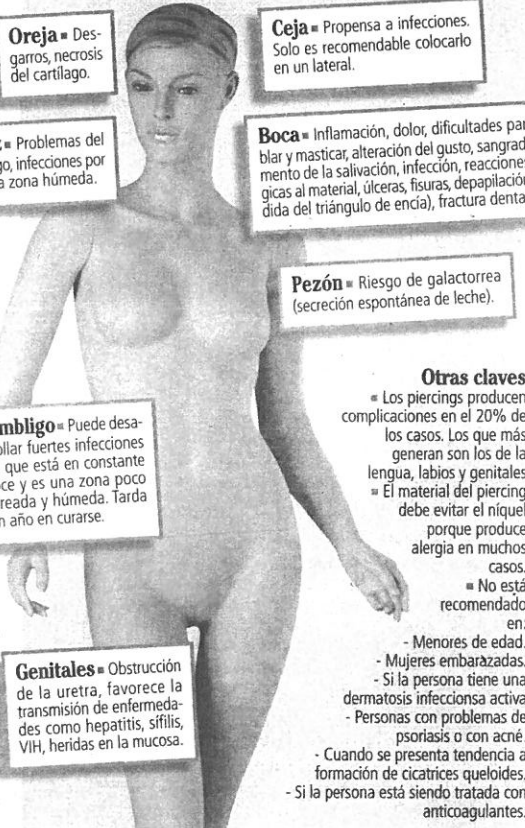 Oreja Des-
garros, necrosis
del cartílago.
Ceja Propensa a infecciones.
Solo es recomendable colocarlo
en un lateral.
Problemas del
go, infecciones por
a zona húmeda.
Boca Inflamación, dolor, dificultades par
blar y masticar, alteración del gusto, sangrad
mento de la salivación, infección, reaccione
gicas al material, úlceras, fisuras, depapilación
dida del triángulo de encía), fractura denta
Pezón Riesgo de galactorrea
(secreción espontánea de leche).
mbligo Puede desa-
ollar fuertes infecciones
que está en constante
ce y es una zona poco
reada y húmeda. Tarda
n año en curarse.
Genitales Obstrucción
de la uretra, favorece la
transmisión de enfermeda-
des como hepatitis, sífilis,
VIH, heridas en la mucosa.
Otras claves
Los piercings producen
complicaciones en el 20% de
los casos. Los que más
generan son los de la
lengua, labios y genitales
El material del piercing
debe evitar el níquel
porque produce
alergia en muchos
casos.
No está
recomendado
en:
- Menores de edad.
- Mujeres embarazadas.
- Si la persona tiene una
dermatosis infeccionsa activa
- Personas con problemas de
psoriasis o con acné.
- Cuando se presenta tendencia a
formación de cicatrices queloides.
- Si la persona está siendo tratada con
anticoagulantes.